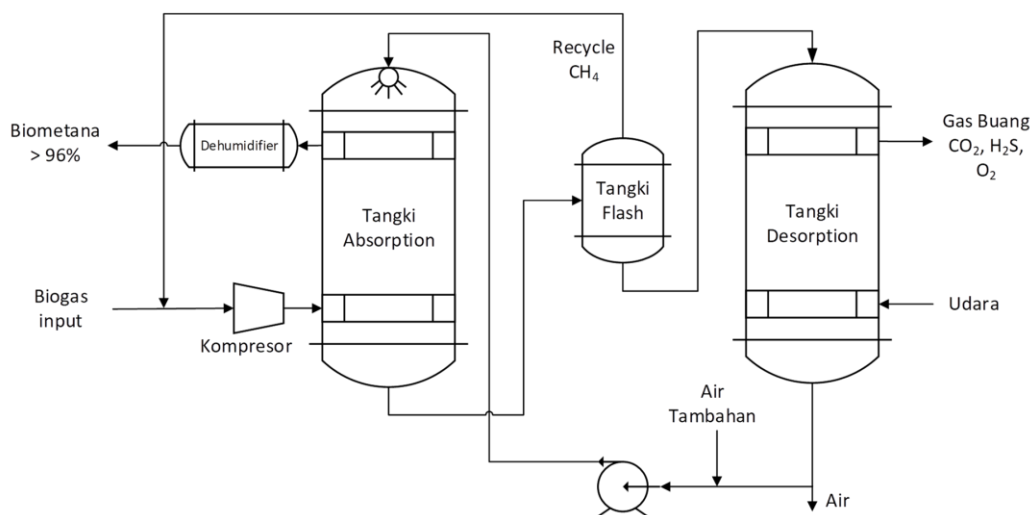 Recycle
CH₄
Biometana
> 96%
Dehumidifier
Gas Buang
CO₂, H₂S,
O₂
Tangki
Flash
Tangki
Absorption
Tangki
Desorption
Biogas
input
Kompresor
Udara
Air
Tambahan
Air